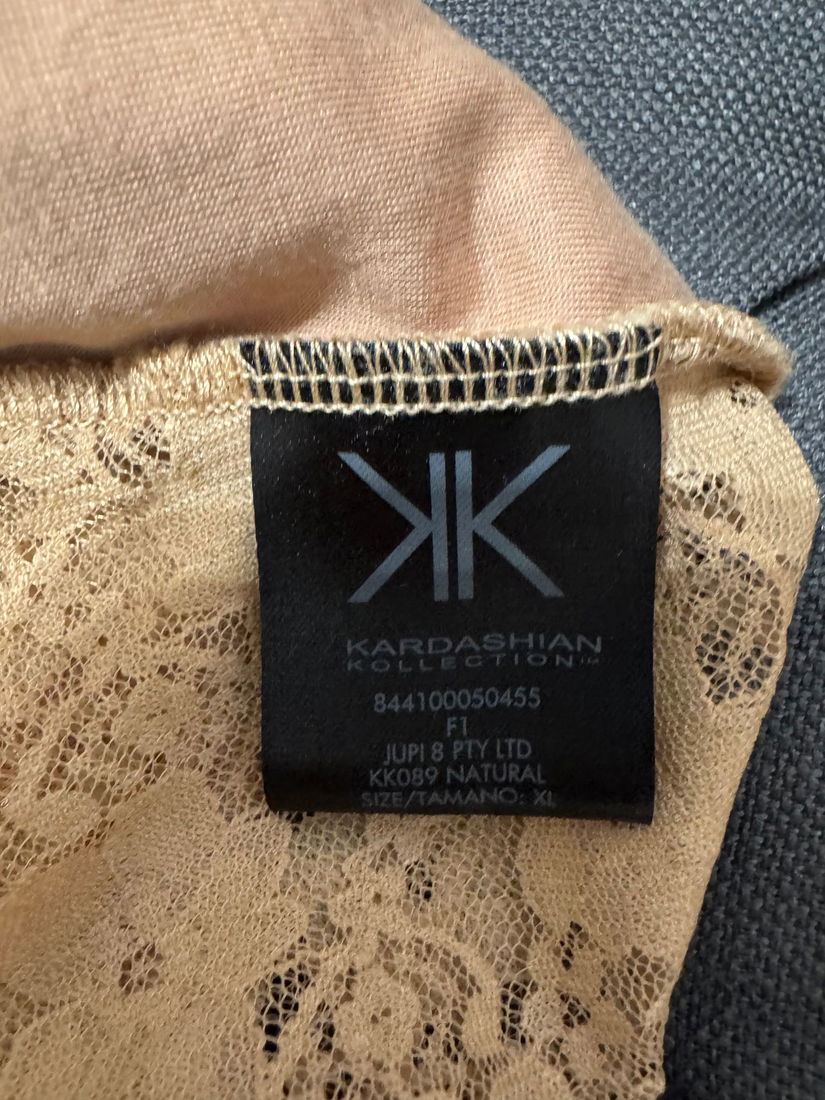 KK
KARDASHIAN
KOLLECTION™
844100050455
F1
JUPI 8 PTY LTD
KK089 NATURAL
SIZE/TAMANO: XL